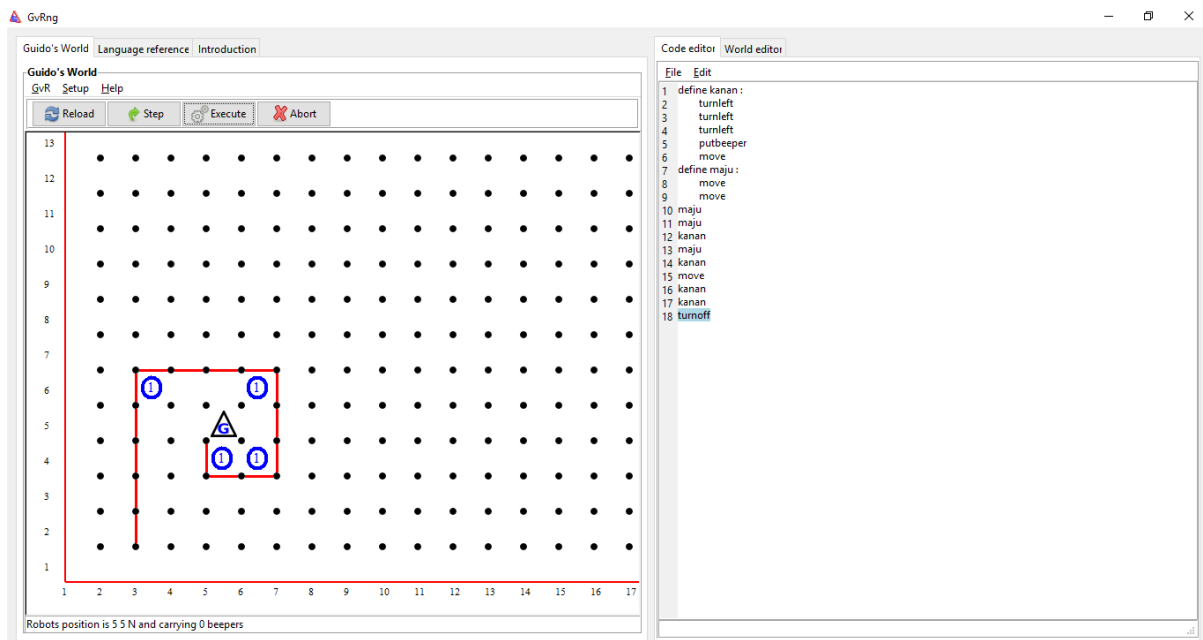 GvRng
Guido's World Language reference Introduction
Guido's World
GvR Setup Help
Reload Step Execute Abort
13
12
11
10
9
8
7
6
5
4
3
2
1
1 1
G
1 1
1 2 3 4 5 6 7 8 9 10 11 12 13 14 15 16 17
Robots position is 5 5 N and carrying 0 beepers
Code editor World editor
File Edit
1 define kanan :
2 turnleft
3 turnleft
4 turnleft
5 putbeeper
6 move
7 define maju :
8 move
9 move
10 maju
11 maju
12 kanan
13 maju
14 kanan
15 move
16 kanan
17 kanan
18 turnoff